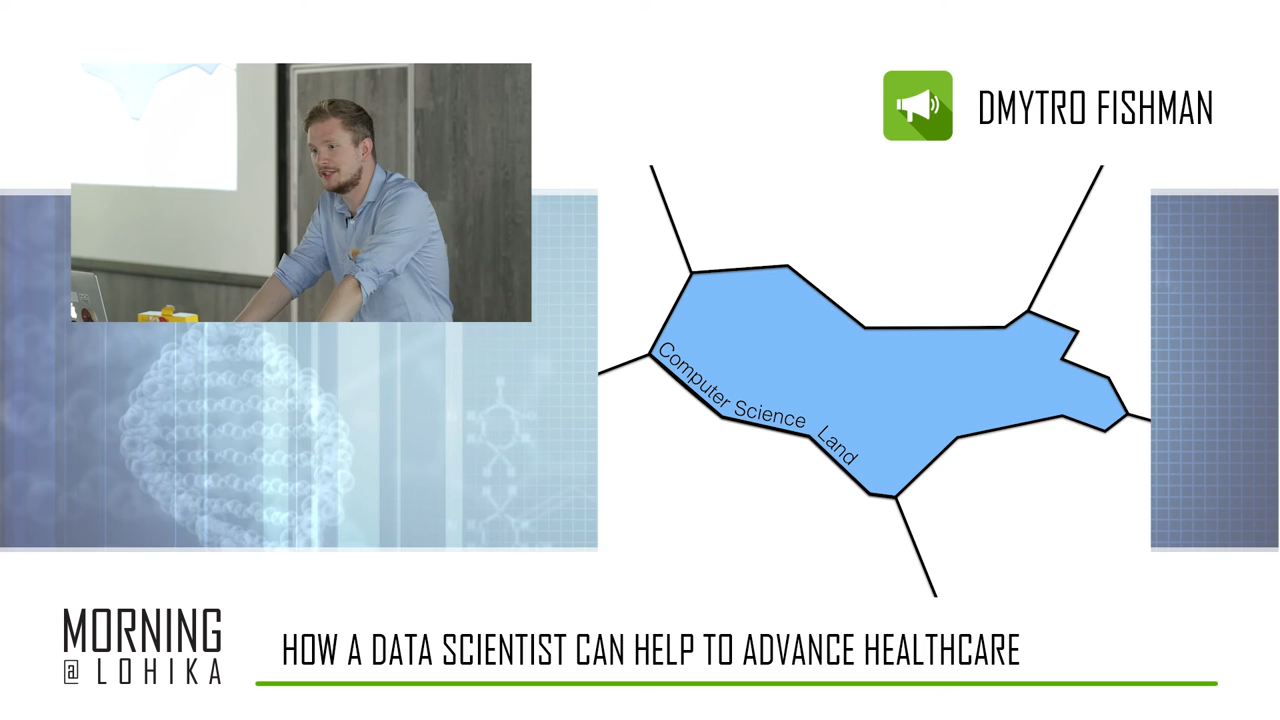 DMYTRO FISHMAN
Computer Science Land
MORNING
@ LOHIKA
HOW A DATA SCIENTIST CAN HELP TO ADVANCE HEALTHCARE